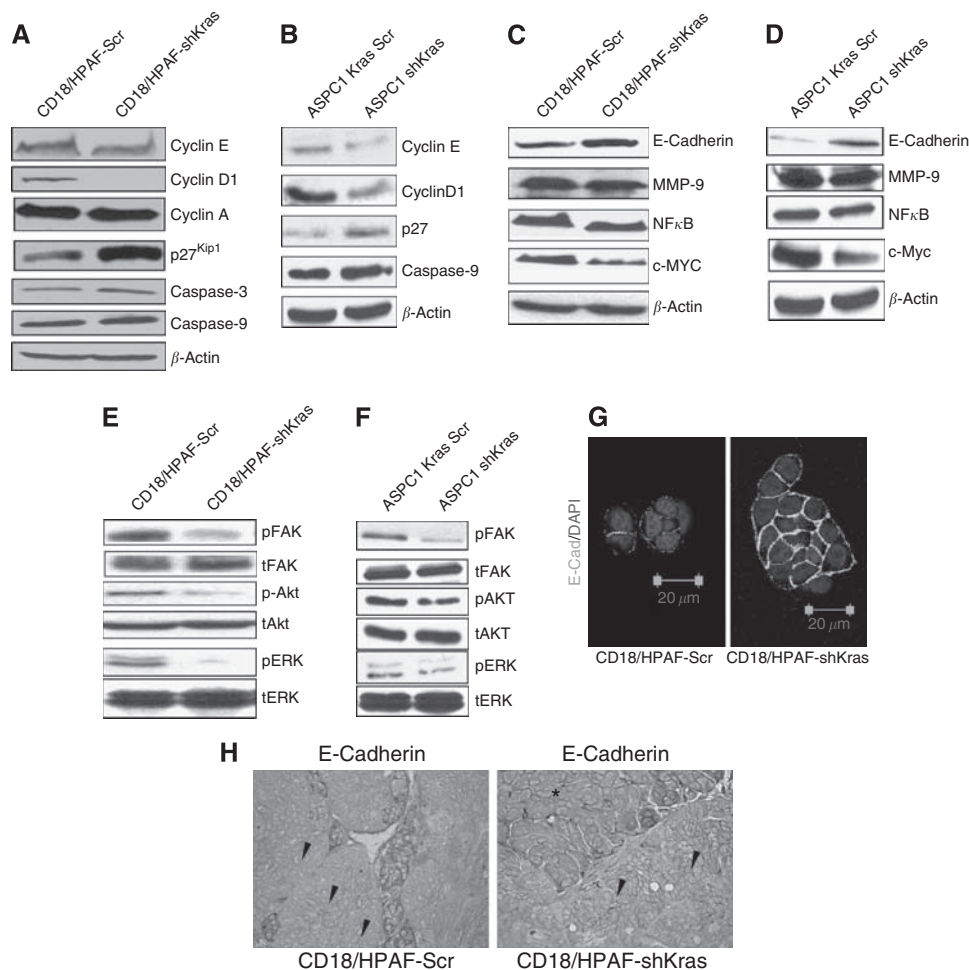 A
CD18/HPAF-Scr
CD18/HPAF-shKras
Cyclin E
Cyclin D1
Cyclin A
p27Kip1
Caspase-3
Caspase-9
β-Actin
B
ASPC1 Kras Scr
ASPC1 shKras
Cyclin E
CyclinD1
p27
Caspase-9
β-Actin
C
CD18/HPAF-Scr
CD18/HPAF-shKras
E-Cadherin
MMP-9
NFκB
c-MYC
β-Actin
D
ASPC1 Kras Scr
ASPC1 shKras
E-Cadherin
MMP-9
NFκB
c-Myc
β-Actin
E
CD18/HPAF-Scr
CD18/HPAF-shKras
pFAK
tFAK
p-Akt
tAkt
pERK
tERK
F
ASPC1 Kras Scr
ASPC1 shKras
pFAK
tFAK
pAKT
tAKT
pERK
tERK
G
E-Cad/DAPI
20 μm
20 μm
CD18/HPAF-Scr
CD18/HPAF-shKras
H
E-Cadherin
E-Cadherin
*
CD18/HPAF-Scr
CD18/HPAF-shKras